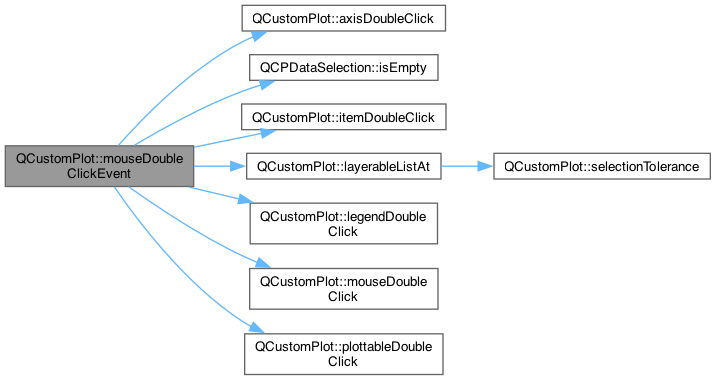 QCustomPlot::mouseDouble
ClickEvent
QCustomPlot::axisDoubleClick
QCPDataSelection::isEmpty
QCustomPlot::itemDoubleClick
QCustomPlot::layerableListAt
QCustomPlot::selectionTolerance
QCustomPlot::legendDouble
Click
QCustomPlot::mouseDouble
Click
QCustomPlot::plottableDouble
Click